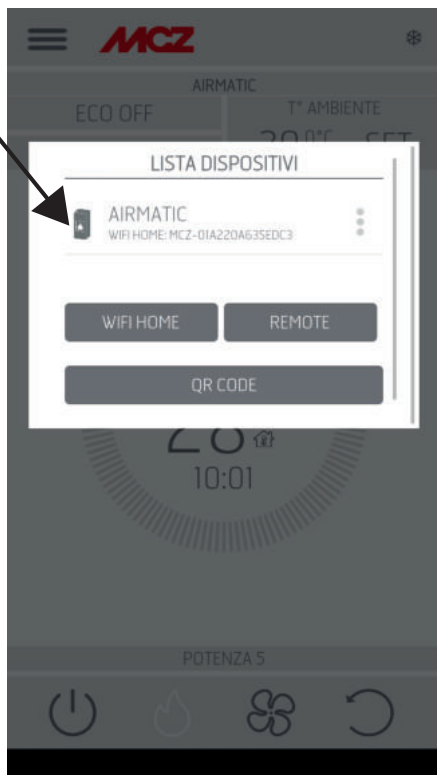 MCZ
AIRMATIC
ECO OFF
T° AMBIENTE
SET
LISTA DISPOSITIVI
AIRMATIC
WIFI HOME: MCZ-01A220A635EDC3
WIFI HOME
REMOTE
QR CODE
10:01
POTENZA 5